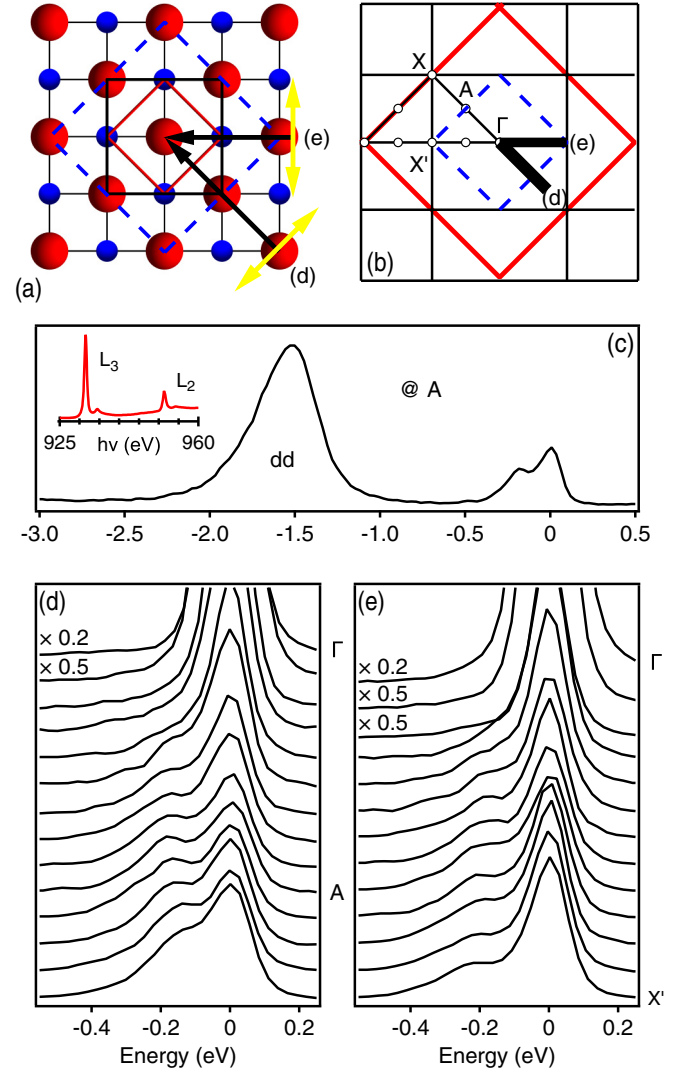 (e)
(d)
(a)
X
A
Γ
X'
(e)
(d)
(b)
(c)
L3
L2
@ A
925
hν (eV)
960
dd
-3.0 -2.5 -2.0 -1.5 -1.0 -0.5 0 0.5
(d)
× 0.2
Γ
× 0.5
A
-0.4 -0.2 0 0.2
Energy (eV)
(e)
× 0.2
Γ
× 0.5
× 0.5
X'
-0.4 -0.2 0 0.2
Energy (eV)